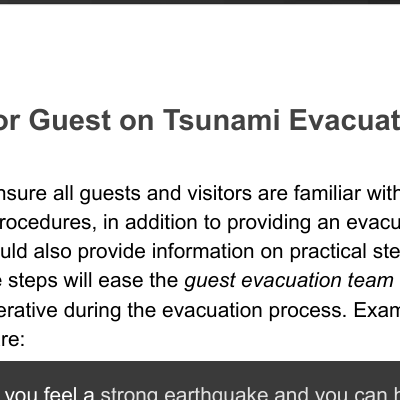 or Guest on Tsunami Evacuat
nsure all guests and visitors are familiar with
rocedures, in addition to providing an evacu
uld also provide information on practical ste
steps will ease the guest evacuation team
erative during the evacuation process. Exam
re:
you feel a strong earthquake and you can